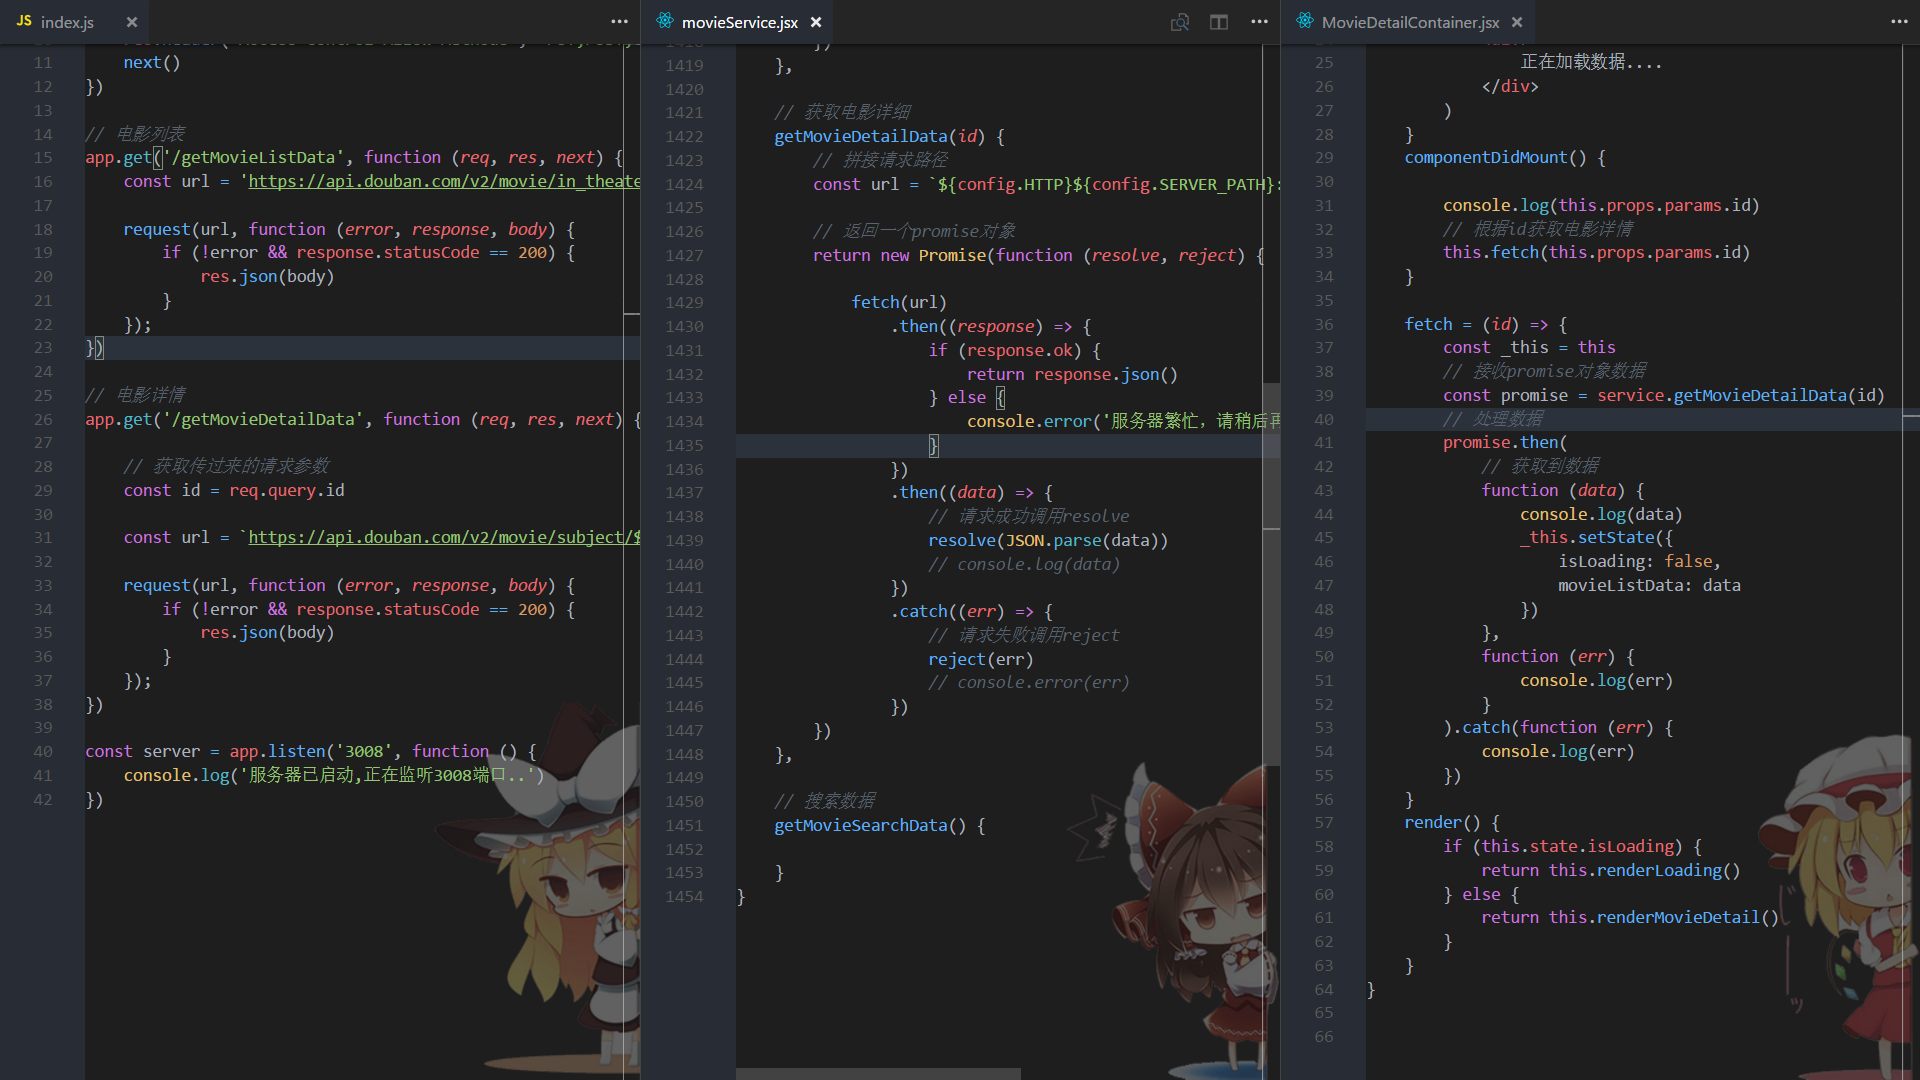 JS index.js
11 next()
12 })
13
14 // 电影列表
15 app.get('/getMovieListData', function (req, res, next) {
16 const url = 'https://api.douban.com/v2/movie/in_theate
17
18 request(url, function (error, response, body) {
19 if (!error && response.statusCode == 200) {
20 res.json(body)
21 }
22 });
23 })
24
25 // 电影详情
26 app.get('/getMovieDetailData', function (req, res, next) {
27
28 // 获取传过来的请求参数
29 const id = req.query.id
30
31 const url = `https://api.douban.com/v2/movie/subject/$
32
33 request(url, function (error, response, body) {
34 if (!error && response.statusCode == 200) {
35 res.json(body)
36 }
37 });
38 })
39
40 const server = app.listen('3008', function () {
41 console.log('服务器已启动,正在监听3008端口..')
42 })
movieService.jsx
1419 },
1420
1421 // 获取电影详细
1422 getMovieDetailData(id) {
1423 // 拼接请求路径
1424 const url = `${config.HTTP}${config.SERVER_PATH}:
1425
1426 // 返回一个promise对象
1427 return new Promise(function (resolve, reject) {
1428
1429 fetch(url)
1430 .then((response) => {
1431 if (response.ok) {
1432 return response.json()
1433 } else {
1434 console.error('服务器繁忙，请稍后再
1435 }
1436 })
1437 .then((data) => {
1438 // 请求成功调用resolve
1439 resolve(JSON.parse(data))
1440 // console.log(data)
1441 })
1442 .catch((err) => {
1443 // 请求失败调用reject
1444 reject(err)
1445 // console.error(err)
1446 })
1447 })
1448 },
1449
1450 // 搜索数据
1451 getMovieSearchData() {
1452
1453 }
1454 }
MovieDetailContainer.jsx
25 正在加载数据....
26 </div>
27 )
28 }
29 componentDidMount() {
30
31 console.log(this.props.params.id)
32 // 根据id获取电影详情
33 this.fetch(this.props.params.id)
34 }
35
36 fetch = (id) => {
37 const _this = this
38 // 接收promise对象数据
39 const promise = service.getMovieDetailData(id)
40 // 处理数据
41 promise.then(
42 // 获取到数据
43 function (data) {
44 console.log(data)
45 _this.setState({
46 isLoading: false,
47 movieListData: data
48 })
49 },
50 function (err) {
51 console.log(err)
52 }
53 ).catch(function (err) {
54 console.log(err)
55 })
56 }
57 render() {
58 if (this.state.isLoading) {
59 return this.renderLoading()
60 } else {
61 return this.renderMovieDetail()
62 }
63 }
64 }
65
66